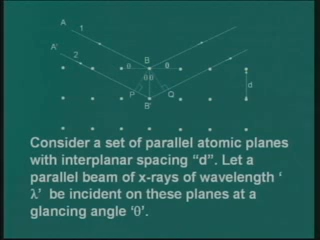 A
1
A'
2
B
θ
θ
θ θ
d
P
Q
B'
Consider a set of parallel atomic planes
with interplanar spacing “d”. Let a
parallel beam of x-rays of wavelength ‘
λ’ be incident on these planes at a
glancing angle ‘θ’.